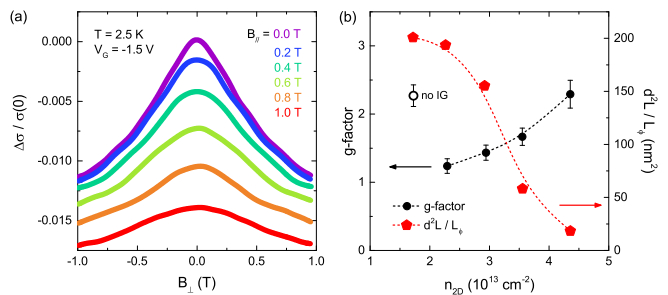 (a)
T = 2.5 K
V_G = -1.5 V
B_// = 0.0 T
0.2 T
0.4 T
0.6 T
0.8 T
1.0 T
0.000
-0.005
-0.010
-0.015
Δσ / σ(0)
-1.0 -0.5 0.0 0.5 1.0
B_⊥ (T)
(b)
3
2
1
0
g-factor
no IG
g-factor
d²L / L_ϕ
200
150
100
50
0
d²L / L_ϕ (nm²)
1 2 3 4 5
n_2D (10¹³ cm⁻²)